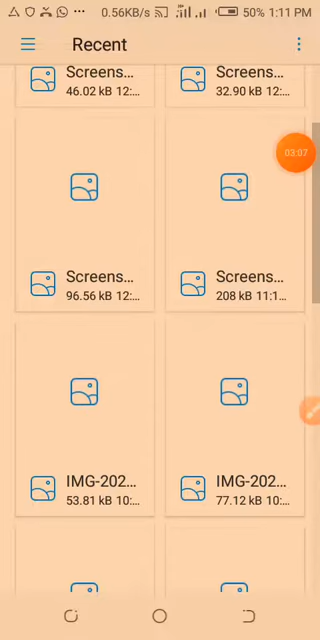 0.56KB/s 50% 1:11 PM
Recent
Screens... Screens...
46.02 kB 12:... 32.90 kB 12:...
03:07
Screens... Screens...
96.56 kB 12:... 208 kB 11:1...
IMG-202... IMG-202...
53.81 kB 10:... 77.12 kB 10:...